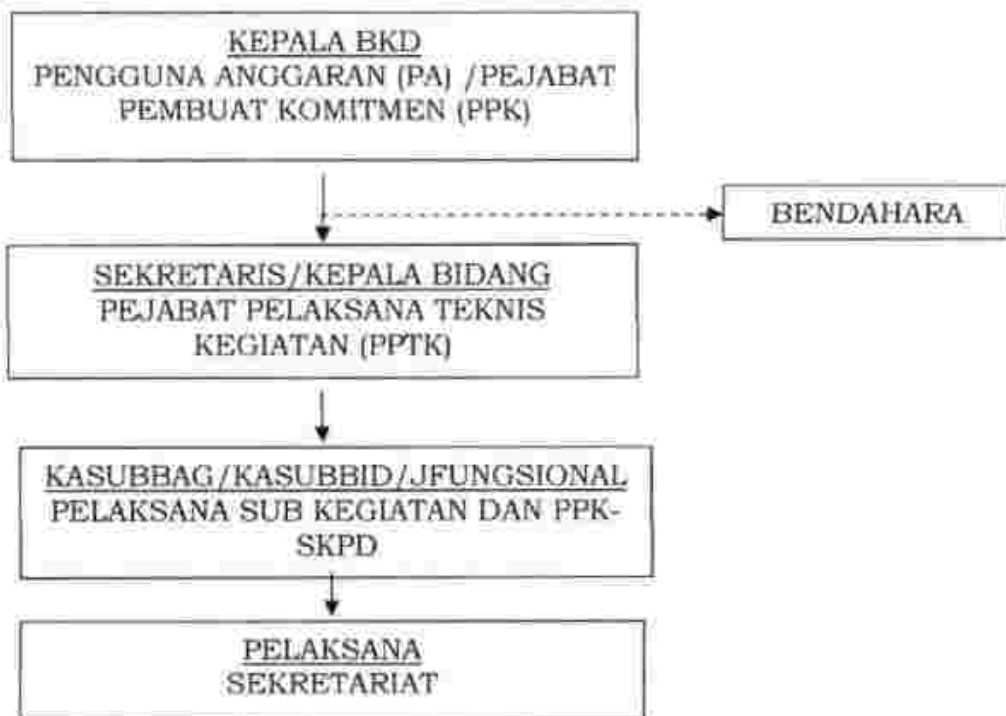 KEPALA BKD
PENGGUNA ANGGARAN (PA) /PEJABAT
PEMBUAT KOMITMEN (PPK)
BENDAHARA
SEKRETARIS/KEPALA BIDANG
PEJABAT PELAKSANA TEKNIS
KEGIATAN (PPTK)
KASUBBAG/KASUBBID/JFUNGSIONAL
PELAKSANA SUB KEGIATAN DAN PPK-
SKPD
PELAKSANA
SEKRETARIAT